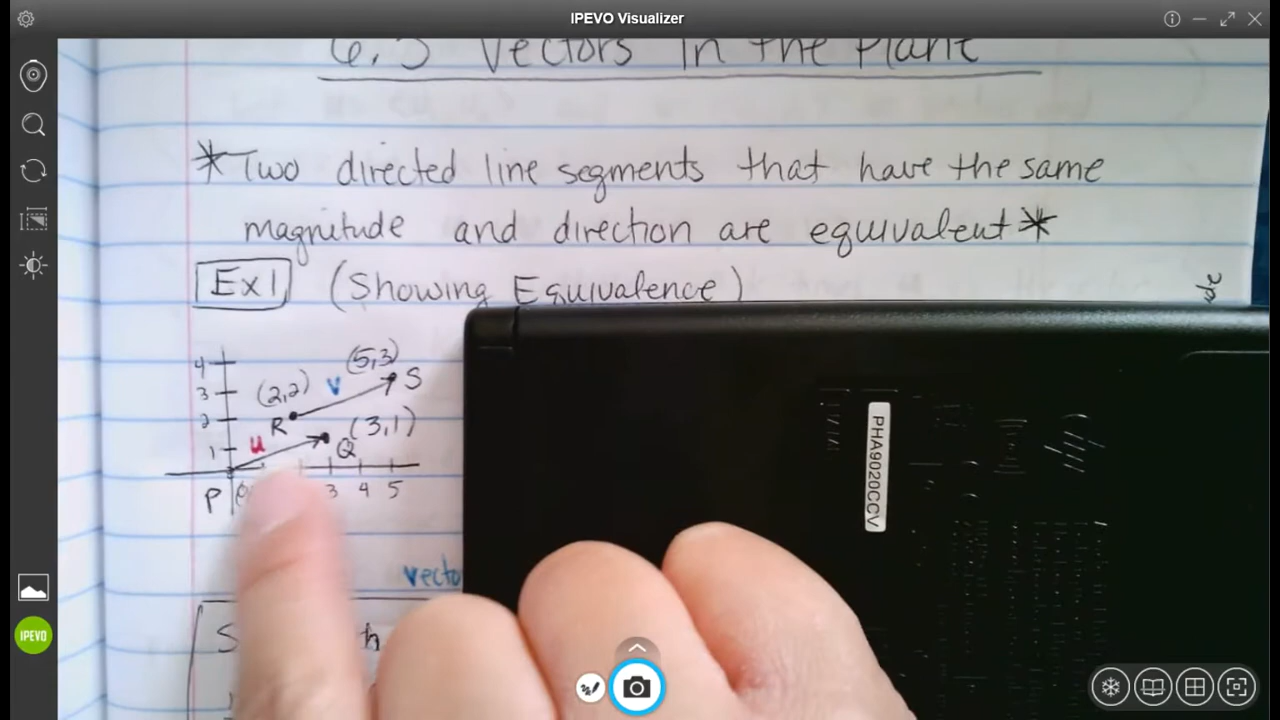 IPEVO Visualizer
6.3 Vectors in the Plane
*Two directed line segments that have the same
magnitude and direction are equivalent*
Ex1 (Showing Equivalence)
4 (5,3)
3 (2,2) v S
2 R (3,1)
1 u Q
P 3 4 5
PHA9020CCV
IPEVO